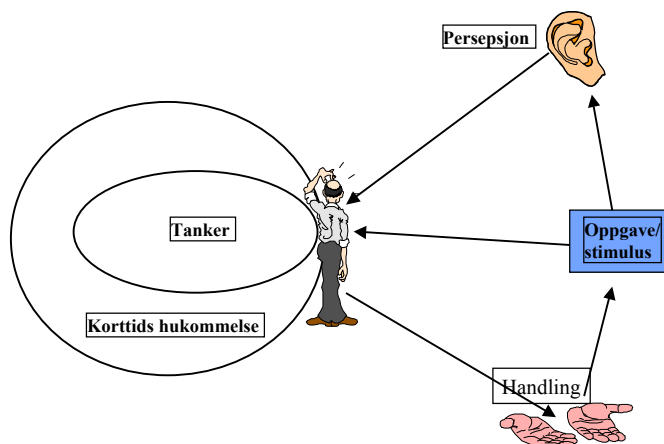 Persepsjon
Tanker
Oppgave/
stimulus
Korttids hukommelse
Handling